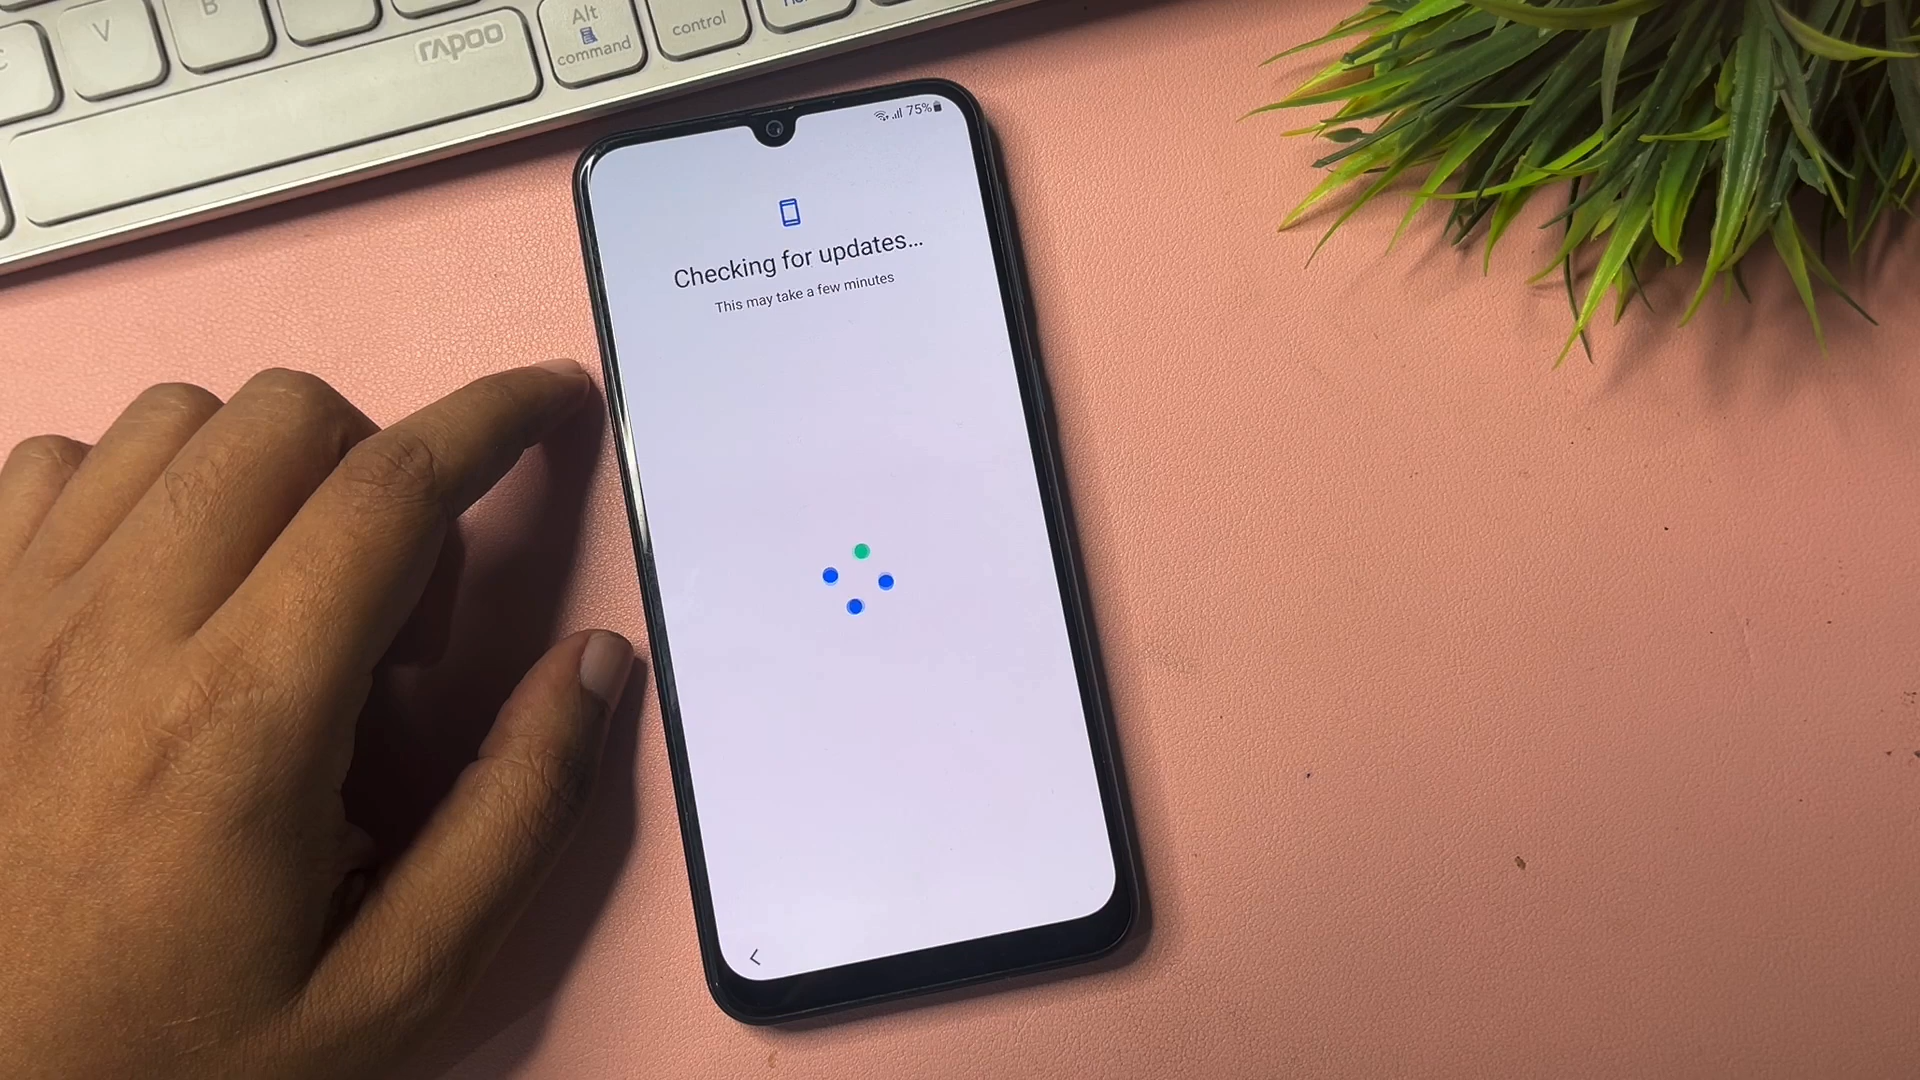 V
B
rapoo
Alt
command
control
75%
Checking for updates...
This may take a few minutes